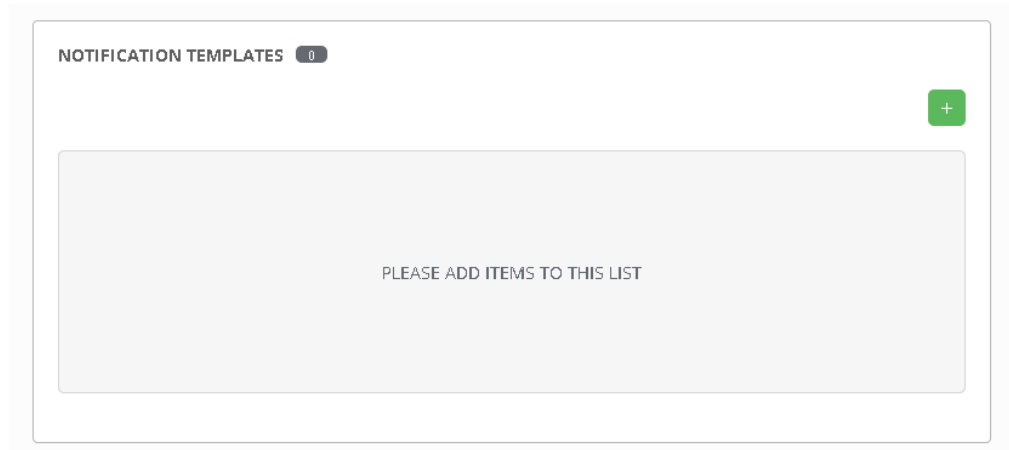 NOTIFICATION TEMPLATES 0
+
PLEASE ADD ITEMS TO THIS LIST